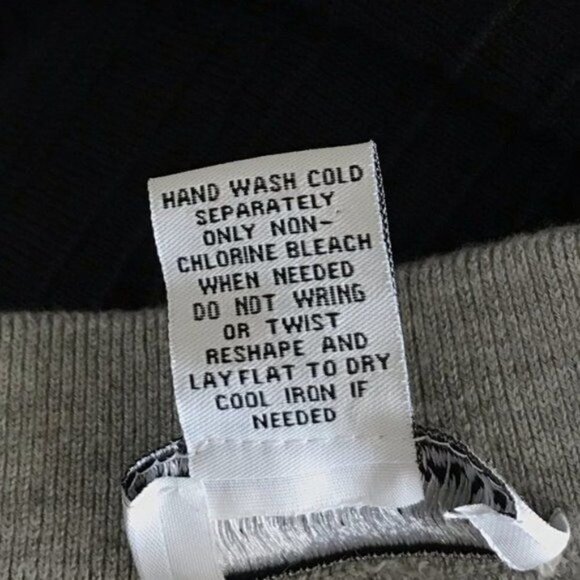 HAND WASH COLD
SEPARATELY
ONLY NON-
CHLORINE BLEACH
WHEN NEEDED
DO NOT WRING
OR TWIST
RESHAPE AND
LAY FLAT TO DRY
COOL IRON IF
NEEDED